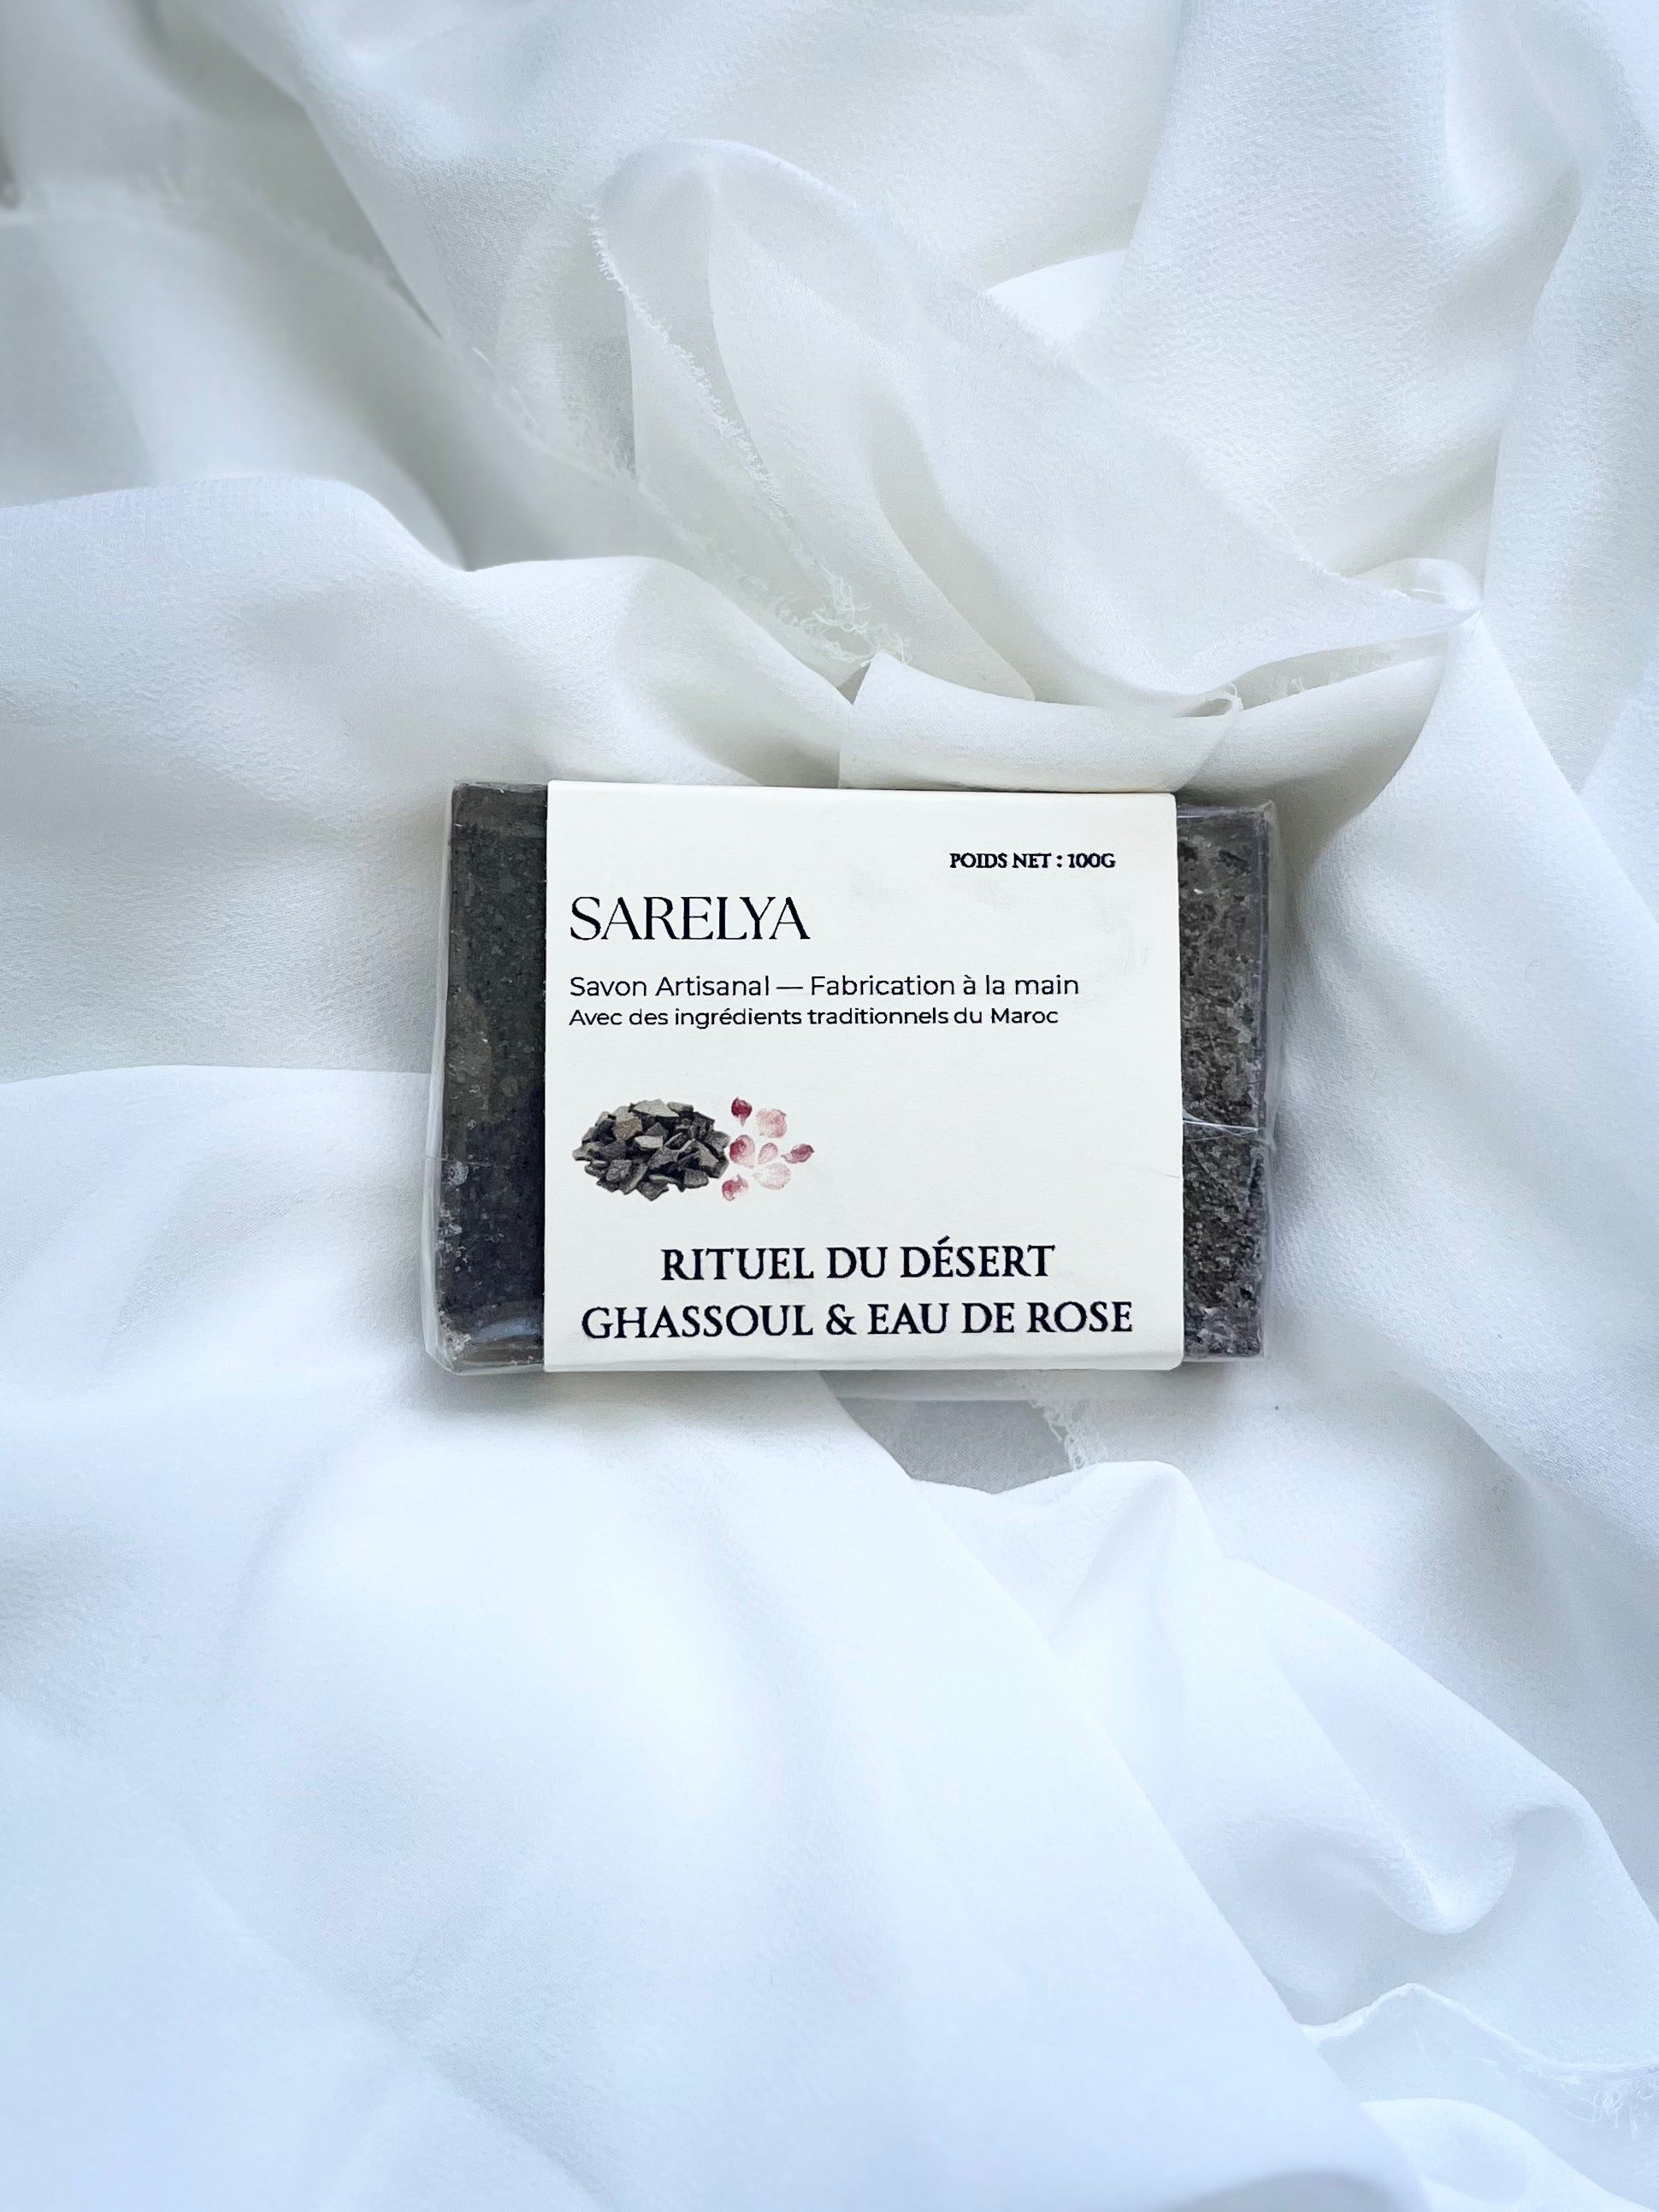 POIDS NET : 100G
SARELYA
Savon Artisanal — Fabrication à la main
Avec des ingrédients traditionnels du Maroc
RITUEL DU DÉSERT
GHASSOUL & EAU DE ROSE